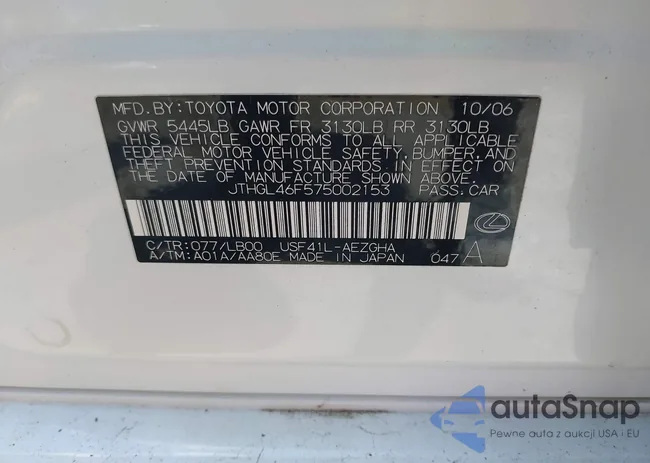 MFD.BY:TOYOTA MOTOR CORPORATION 10/06
GVWR 5445LB GAWR FR 3130LB RR 3130LB
THIS VEHICLE CONFORMS TO ALL APPLICABLE
FEDERAL MOTOR VEHICLE SAFETY,BUMPER,AND
THEFT PREVENTION STANDARDS IN EFFECT ON
THE DATE OF MANUFACTURE SHOWN ABOVE.
JTHGL46F575002153 PASS.CAR
C/TR:077/LB00 USF41L-AEZGHA
A/TM:A01A/AA80E MADE IN JAPAN 047 A
autaSnap
Pewne auta z aukcji USA i EU